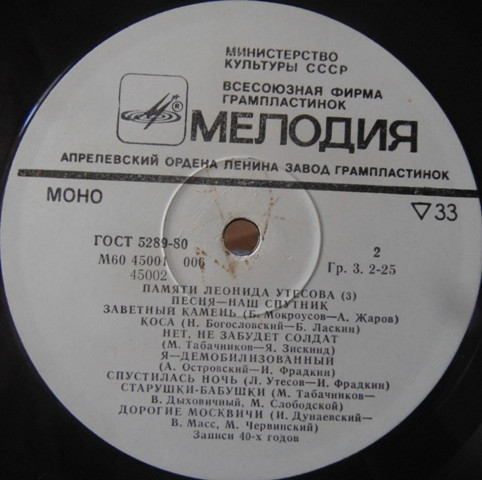 МИНИСТЕРСТВО
КУЛЬТУРЫ СССР
ВСЕСОЮЗНАЯ ФИРМА
ГРАМПЛАСТИНОК
® МЕЛОДИЯ
АПРЕЛЕВСКИЙ ОРДЕНА ЛЕНИНА ЗАВОД ГРАМПЛАСТИНОК
МОНО ▽33
ГОСТ 5289-80 2
М60 45001 006 Гр. 3. 2-25
45002
ПАМЯТИ ЛЕОНИДА УТЕСОВА (3)
ПЕСНЯ—НАШ СПУТНИК
ЗАВЕТНЫЙ КАМЕНЬ (Б. Мокроусов—А. Жаров)
КОСА (Н. Богословский—Б. Ласкин)
НЕТ, НЕ ЗАБУДЕТ СОЛДАТ
(М. Табачников—Я. Зискинд)
Я—ДЕМОБИЛИЗОВАННЫЙ
(А. Островский—И. Фрадкин)
СПУСТИЛАСЬ НОЧЬ (Л. Утесов—И. Фрадкин)
СТАРУШКИ-БАБУШКИ (М. Табачников—
В. Дыховичный, М. Слободской)
ДОРОГИЕ МОСКВИЧИ (И. Дунаевский—
В. Масс, М. Червинский)
Записи 40-х годов